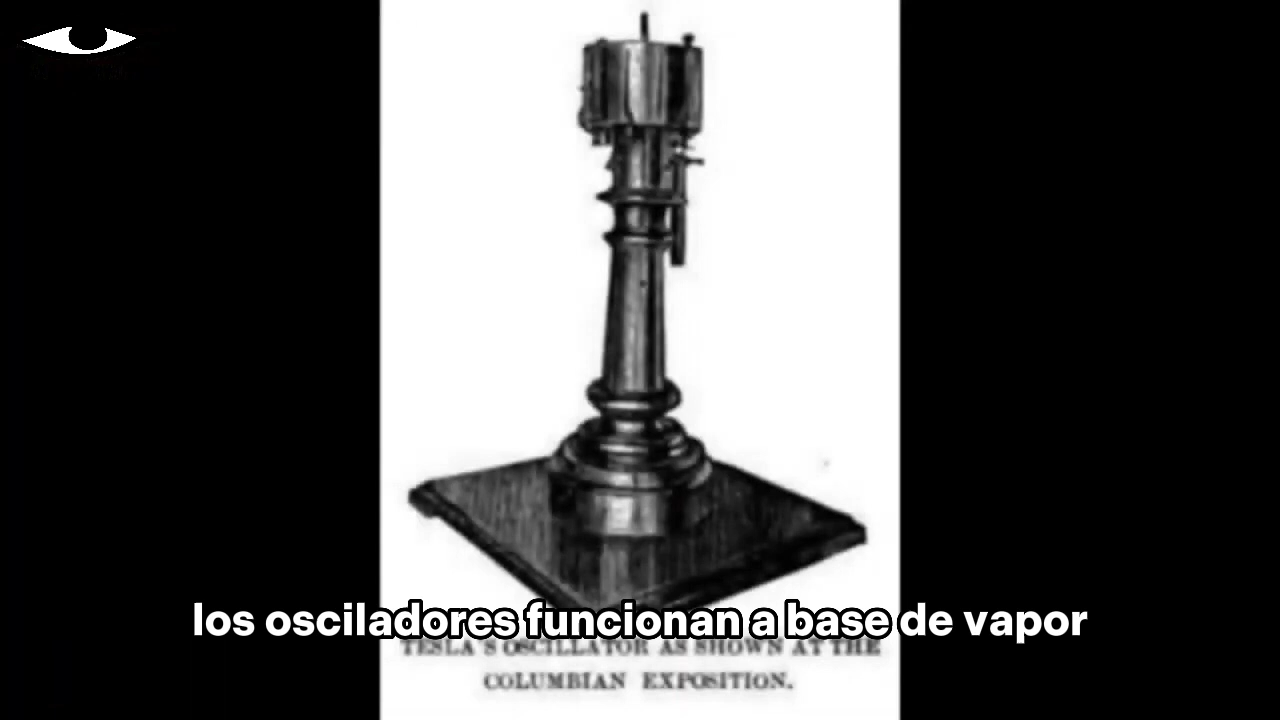 los osciladores funcionan a base de vapor
TESLA'S OSCILLATOR AS SHOWN AT THE
COLUMBIAN EXPOSITION.